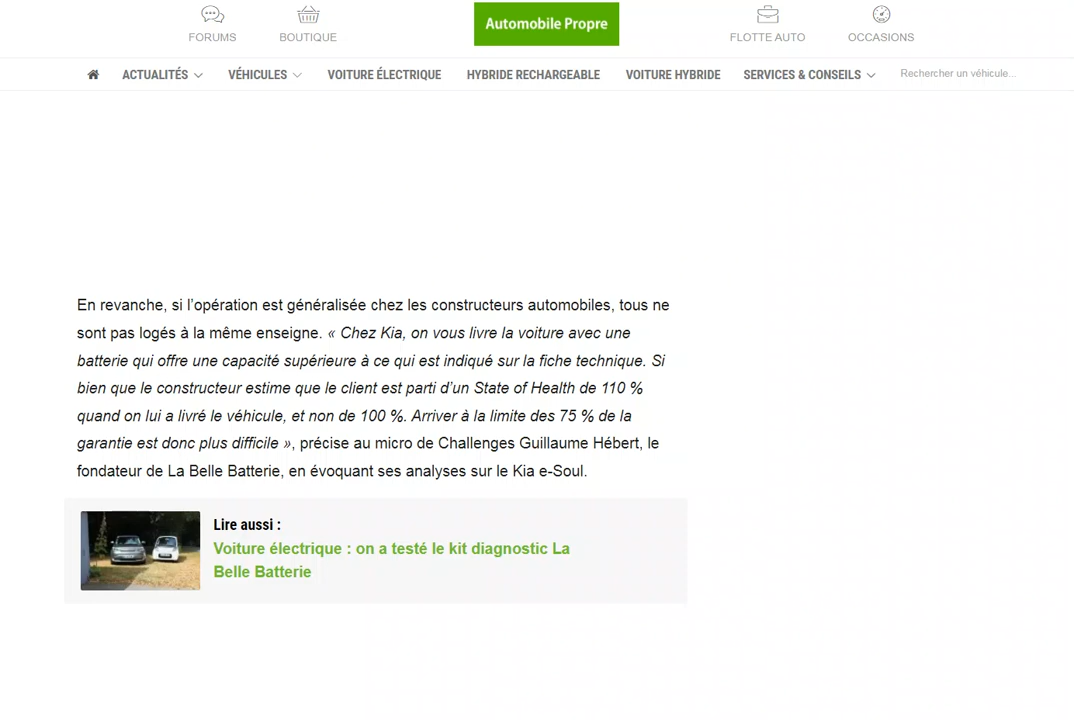 FORUMS
BOUTIQUE
Automobile Propre
FLOTTE AUTO
OCCASIONS
ACTUALITÉS
VÉHICULES
VOITURE ÉLECTRIQUE
HYBRIDE RECHARGEABLE
VOITURE HYBRIDE
SERVICES & CONSEILS
Rechercher un véhicule...
En revanche, si l’opération est généralisée chez les constructeurs automobiles, tous ne
sont pas logés à la même enseigne. « Chez Kia, on vous livre la voiture avec une
batterie qui offre une capacité supérieure à ce qui est indiqué sur la fiche technique. Si
bien que le constructeur estime que le client est parti d’un State of Health de 110 %
quand on lui a livré le véhicule, et non de 100 %. Arriver à la limite des 75 % de la
garantie est donc plus difficile », précise au micro de Challenges Guillaume Hébert, le
fondateur de La Belle Batterie, en évoquant ses analyses sur le Kia e-Soul.
Lire aussi :
Voiture électrique : on a testé le kit diagnostic La
Belle Batterie